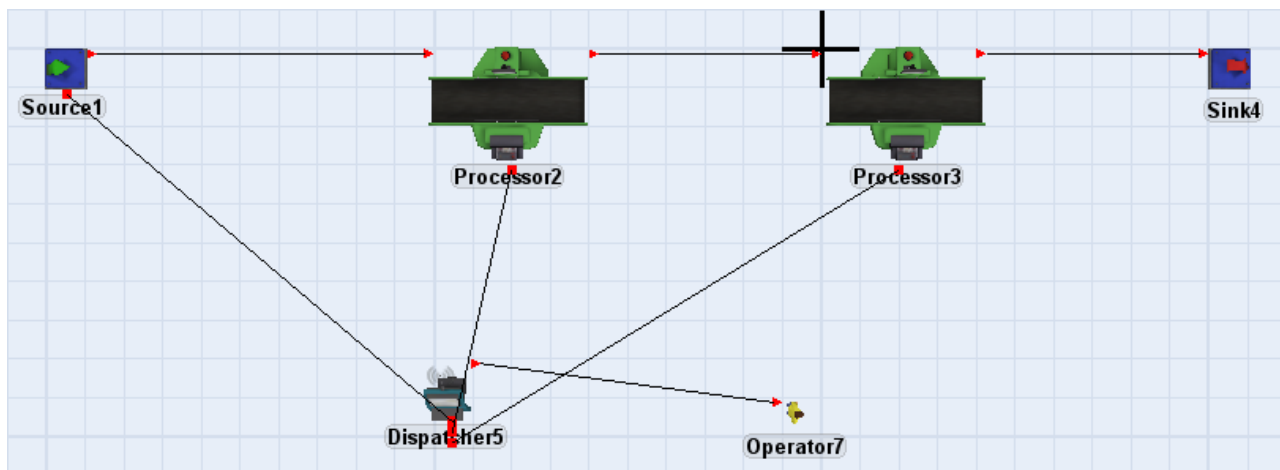 Source1
Processor2
Processor3
Sink4
Dispatcher5
Operator7